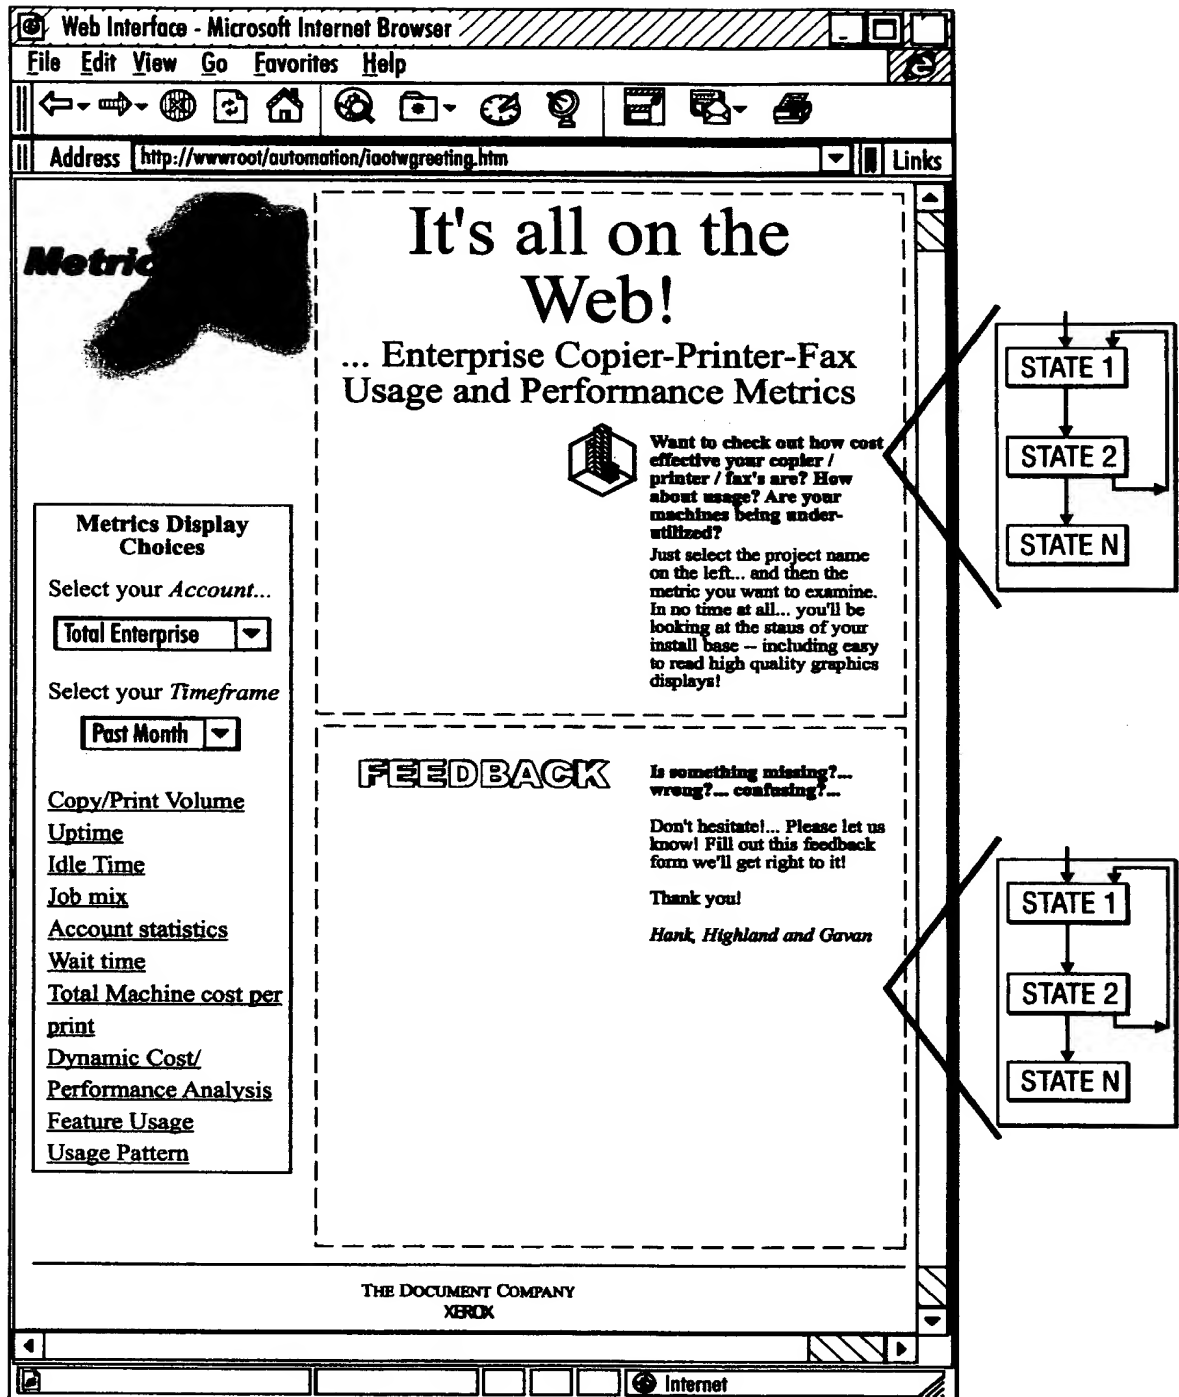 Web Interface - Microsoft Internet Browser
File Edit View Go Favorites Help
Address http://wwwroot/automation/iaotwgreeting.htm Links
It's all on the
Web!
... Enterprise Copier-Printer-Fax
Usage and Performance Metrics
Want to check out how cost
effective your copier /
printer / fax's are? How
about usage? Are your
machines being under-
utilized?
Just select the project name
on the left... and then the
metric you want to examine.
In no time at all... you'll be
looking at the staus of your
install base -- including easy
to read high quality graphics
displays!
Metrics Display
Choices
Select your Account...
Total Enterprise
Select your Timeframe
Past Month
Copy/Print Volume
Uptime
Idle Time
Job mix
Account statistics
Wait time
Total Machine cost per
print
Dynamic Cost/
Performance Analysis
Feature Usage
Usage Pattern
FEEDBACK
Is something missing?...
wrong?... confusing?...
Don't hesitate!... Please let us
know! Fill out this feedback
form we'll get right to it!
Thank you!
Hank, Highland and Gavan
THE DOCUMENT COMPANY
XEROX
Internet
STATE 1
STATE 2
STATE N
STATE 1
STATE 2
STATE N